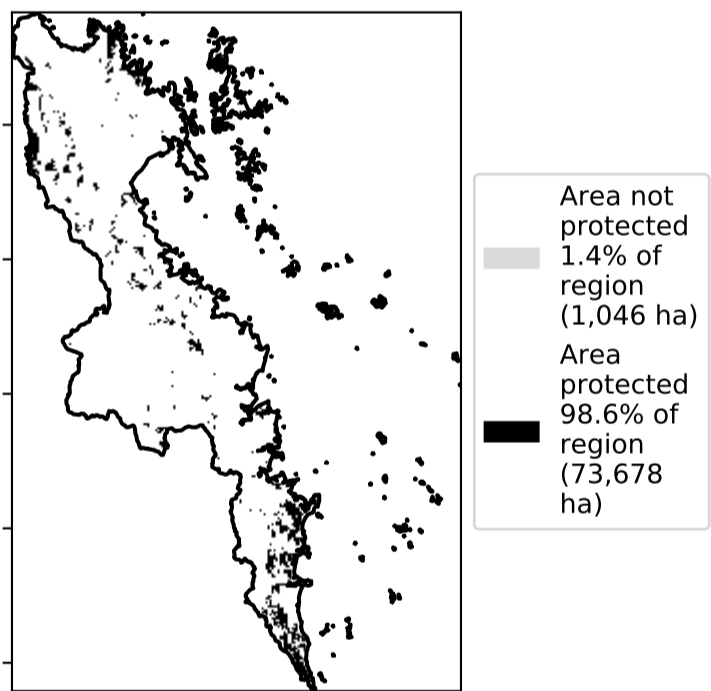 Area not
protected
1.4% of
region
(1,046 ha)
Area
protected
98.6% of
region
(73,678
ha)